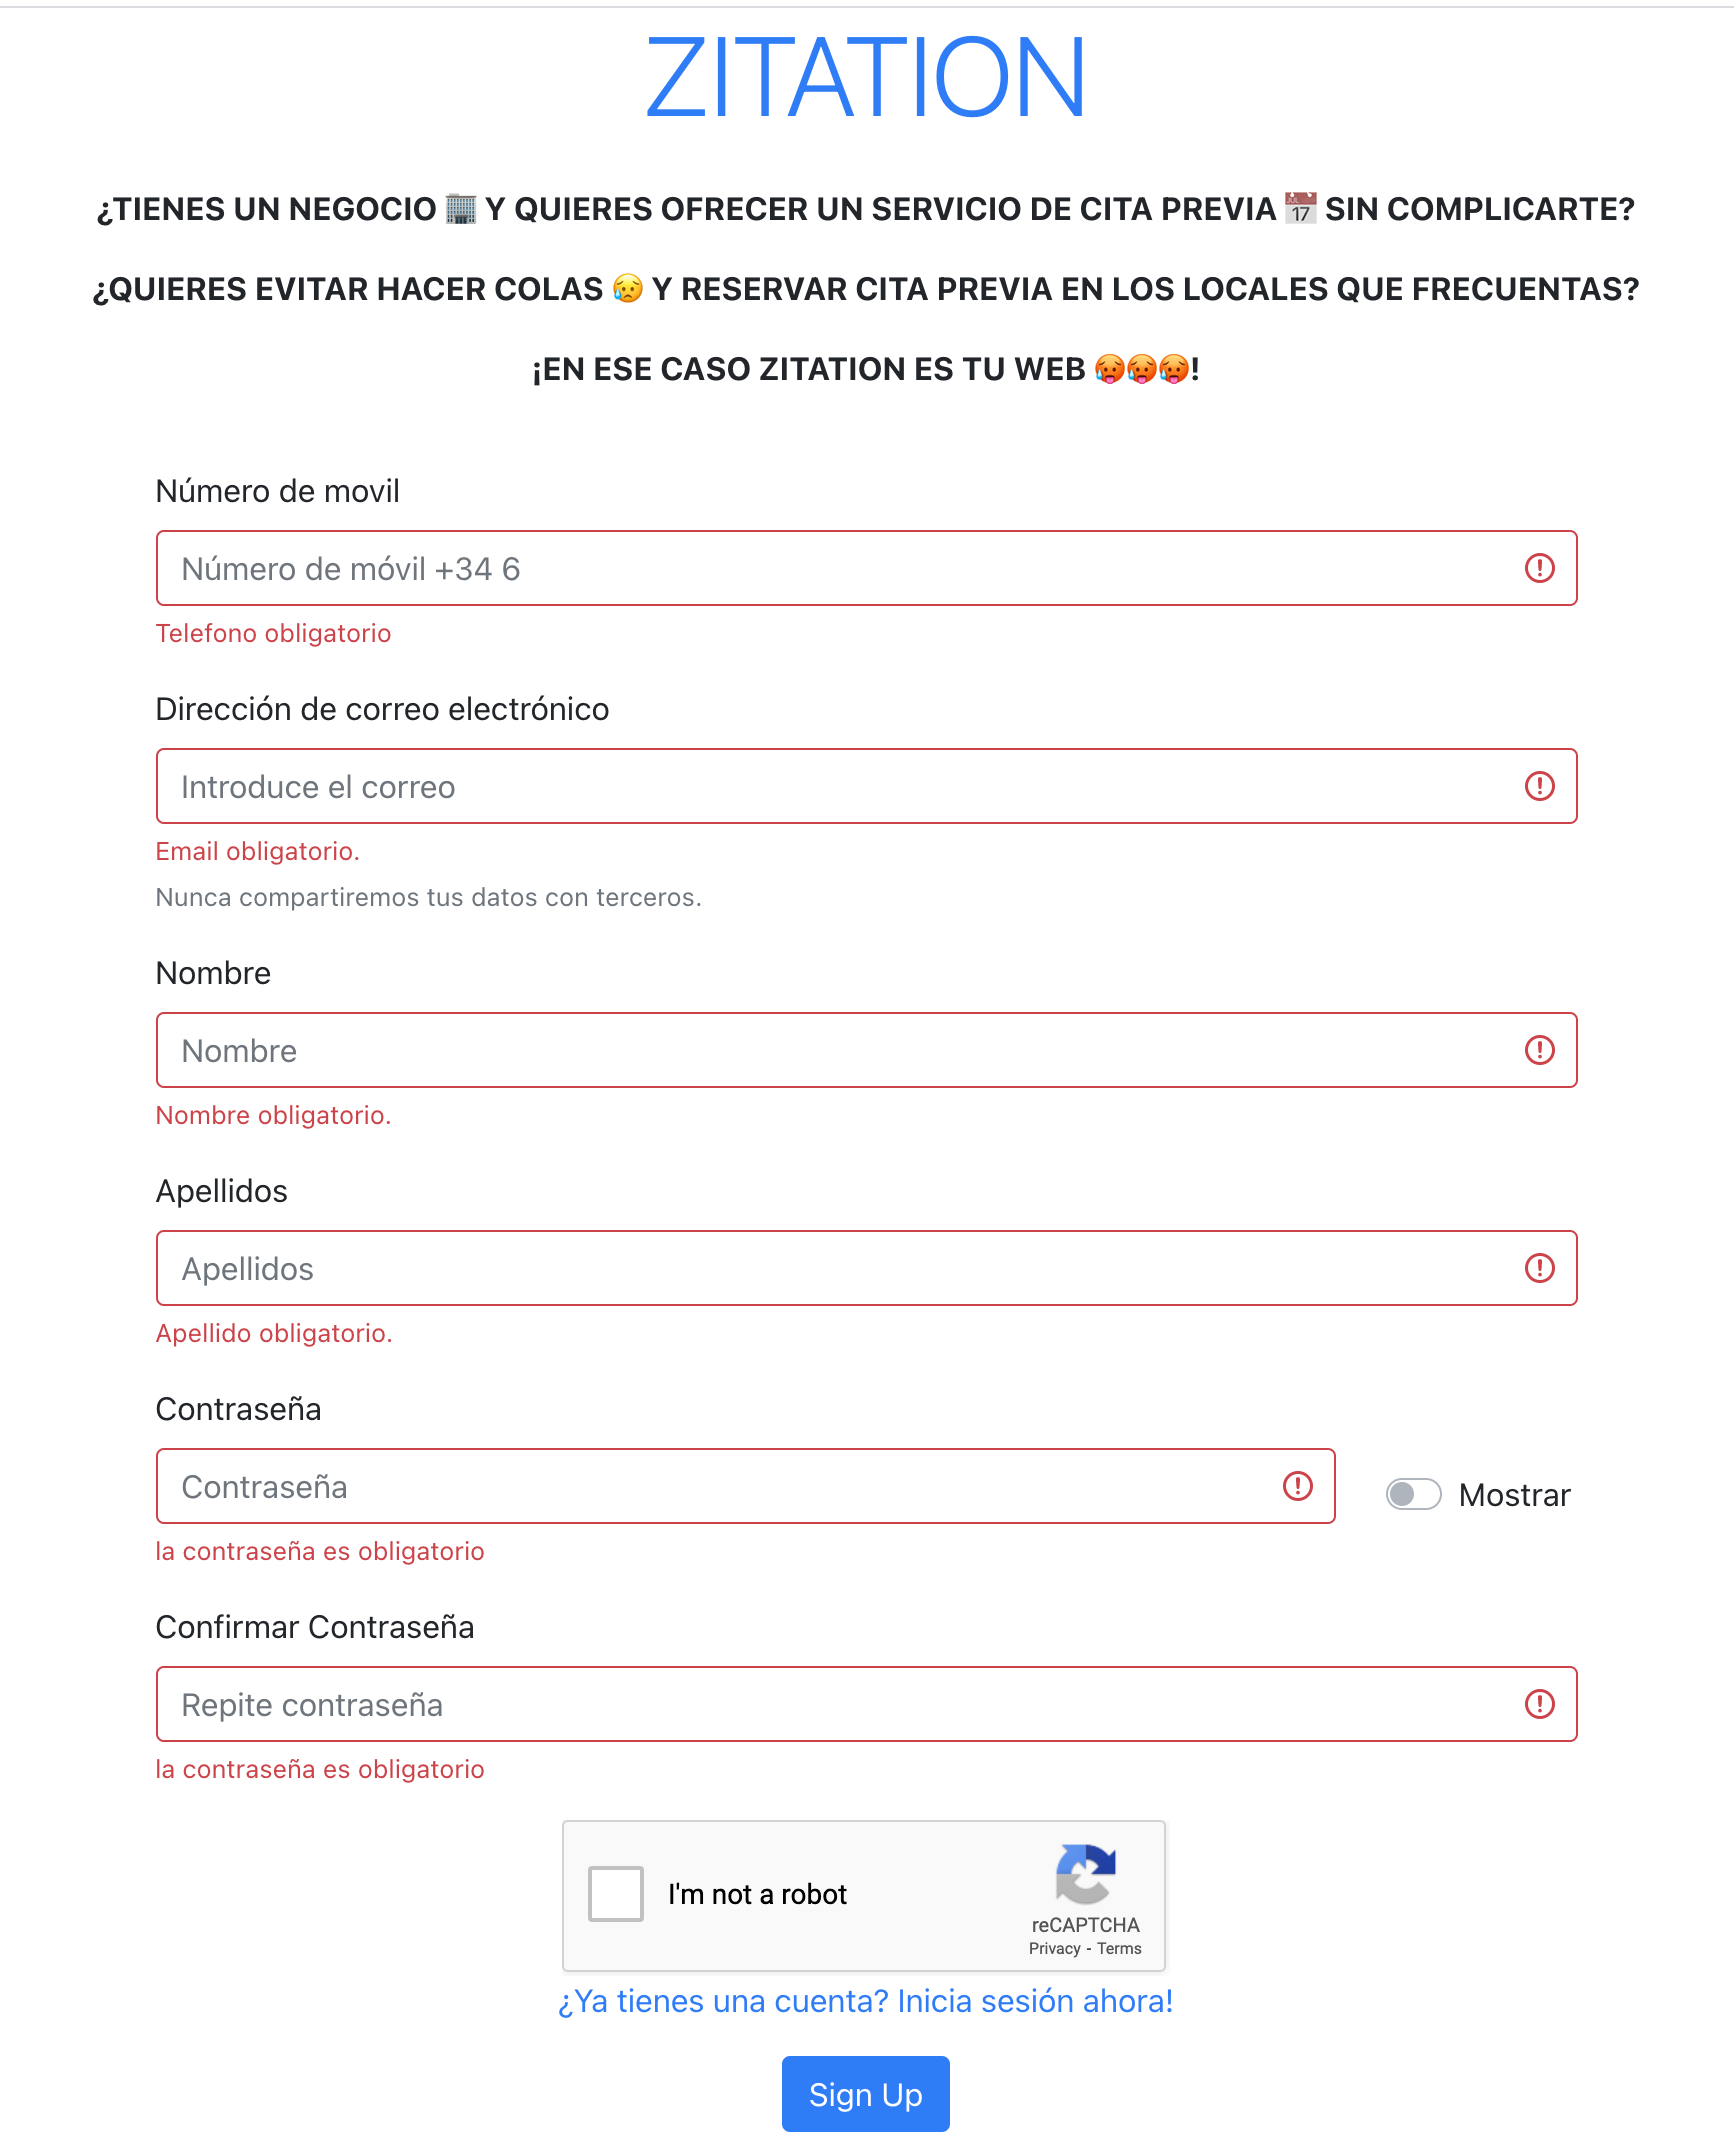 ZITATION
¿TIENES UN NEGOCIO 🏢 Y QUIERES OFRECER UN SERVICIO DE CITA PREVIA 📅 SIN COMPLICARTE?
¿QUIERES EVITAR HACER COLAS 😥 Y RESERVAR CITA PREVIA EN LOS LOCALES QUE FRECUENTAS?
¡EN ESE CASO ZITATION ES TU WEB 🥵🥵🥵!
Número de movil
Número de móvil +34 6
Telefono obligatorio
Dirección de correo electrónico
Introduce el correo
Email obligatorio.
Nunca compartiremos tus datos con terceros.
Nombre
Nombre
Nombre obligatorio.
Apellidos
Apellidos
Apellido obligatorio.
Contraseña
Contraseña
Mostrar
la contraseña es obligatorio
Confirmar Contraseña
Repite contraseña
la contraseña es obligatorio
I'm not a robot
reCAPTCHA
Privacy - Terms
¿Ya tienes una cuenta? Inicia sesión ahora!
Sign Up